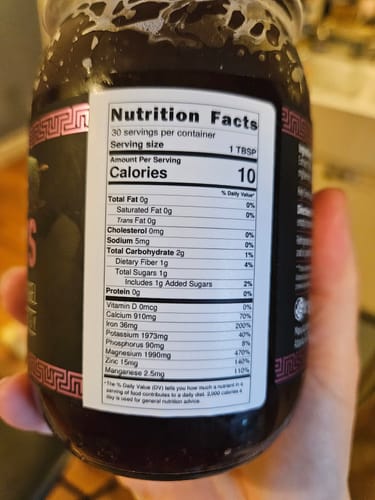 Nutrition Facts
30 servings per container
Serving size 1 TBSP
Amount Per Serving
Calories 10
% Daily Value*
Total Fat 0g 0%
Saturated Fat 0g 0%
Trans Fat 0g
Cholesterol 0mg 0%
Sodium 5mg 0%
Total Carbohydrate 2g 1%
Dietary Fiber 1g 4%
Total Sugars 1g
Includes 1g Added Sugars 2%
Protein 0g 0%
Vitamin D 0mcg 0%
Calcium 910mg 70%
Iron 36mg 200%
Potassium 1973mg 40%
Phosphorus 90mg 8%
Magnesium 1990mg 470%
Zinc 15mg 140%
Manganese 2.5mg 110%
*The % Daily Value (DV) tells you how much a nutrient in a
serving of food contributes to a daily diet. 2,000 calories a
day is used for general nutrition advice.
S